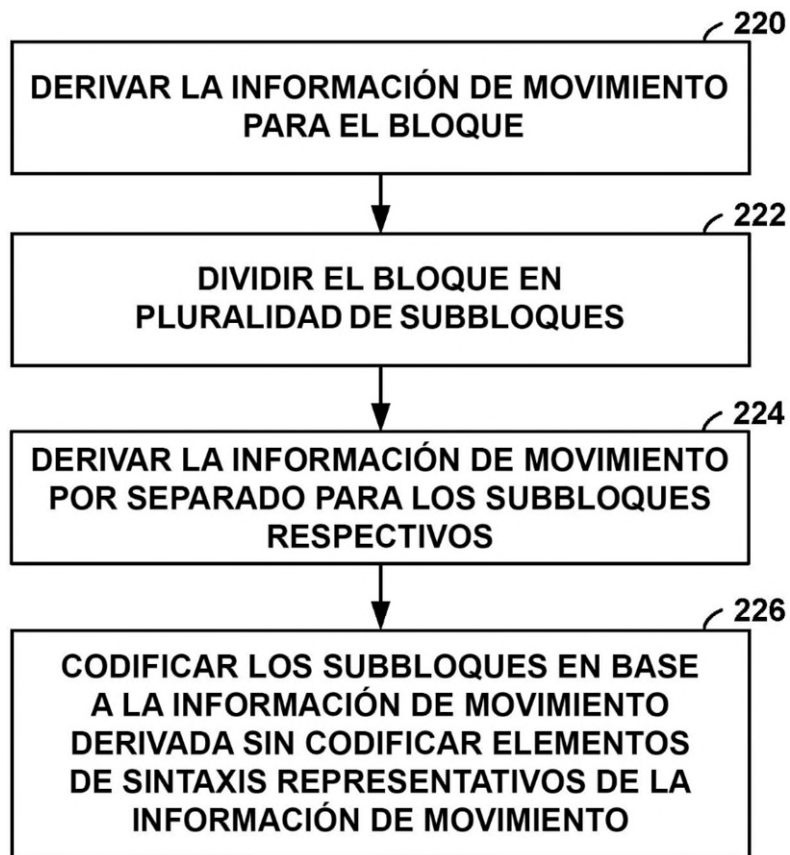 220
DERIVAR LA INFORMACIÓN DE MOVIMIENTO
PARA EL BLOQUE
222
DIVIDIR EL BLOQUE EN
PLURALIDAD DE SUBBLOQUES
224
DERIVAR LA INFORMACIÓN DE MOVIMIENTO
POR SEPARADO PARA LOS SUBBLOQUES
RESPECTIVOS
226
CODIFICAR LOS SUBBLOQUES EN BASE
A LA INFORMACIÓN DE MOVIMIENTO
DERIVADA SIN CODIFICAR ELEMENTOS
DE SINTAXIS REPRESENTATIVOS DE LA
INFORMACIÓN DE MOVIMIENTO